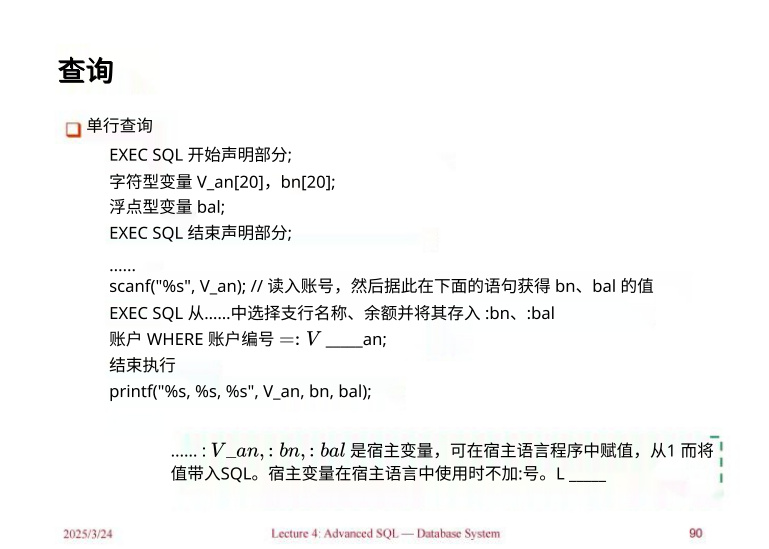 查询
单行查询
EXEC SQL 开始声明部分;
字符型变量 V_an[20]，bn[20];
浮点型变量 bal;
EXEC SQL 结束声明部分;
......
scanf("%s", V_an); // 读入账号，然后据此在下面的语句获得 bn、bal 的值
EXEC SQL 从......中选择支行名称、余额并将其存入 :bn、:bal
账户 WHERE 账户编号 =: V _____an;
结束执行
printf("%s, %s, %s", V_an, bn, bal);
...... : V_an, : bn, : bal 是宿主变量，可在宿主语言程序中赋值，从1 而将
值带入SQL。宿主变量在宿主语言中使用时不加:号。L _____
2025/3/24
Lecture 4: Advanced SQL — Database System
90